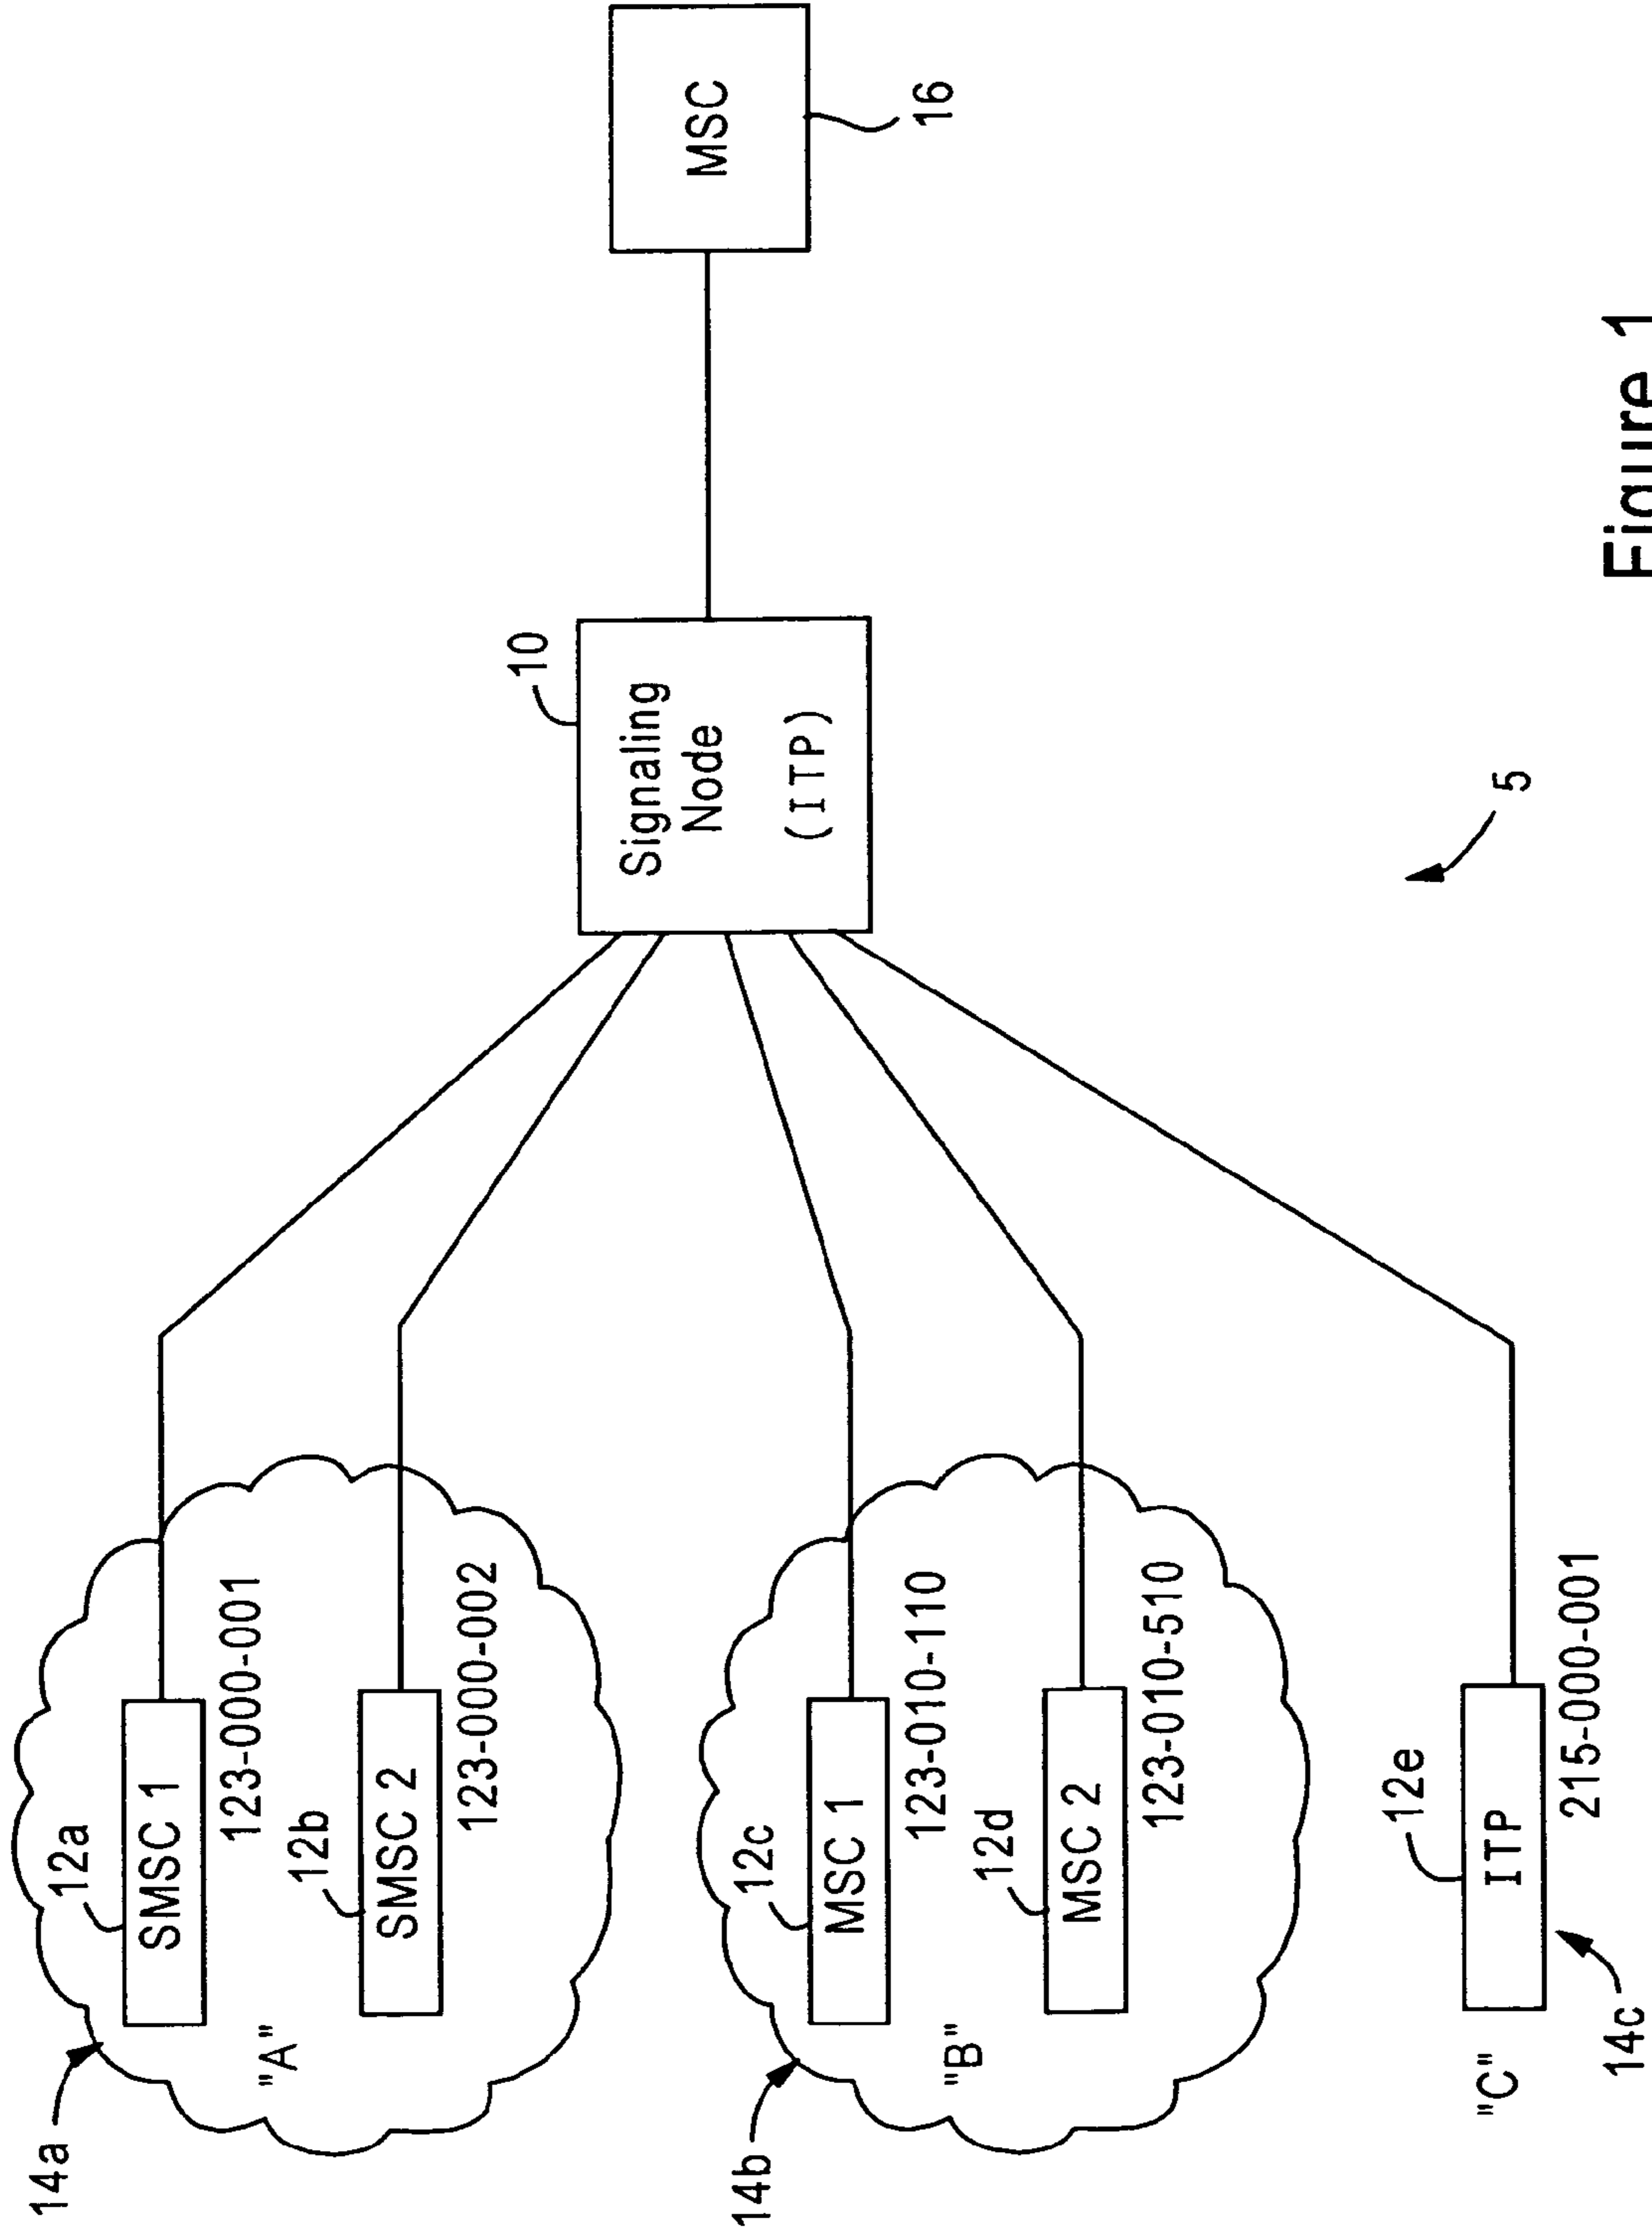 14a
"A"
12a
SMSC 1
123-000-001
12b
SMSC 2
123-000-002
14b
"B"
12c
MSC 1
123-010-110
12d
MSC 2
123-010-510
"C"
14c
12e
ITP
215-000-001
10
Signaling
Node
(ITP)
MSC
16
5
Figure 1